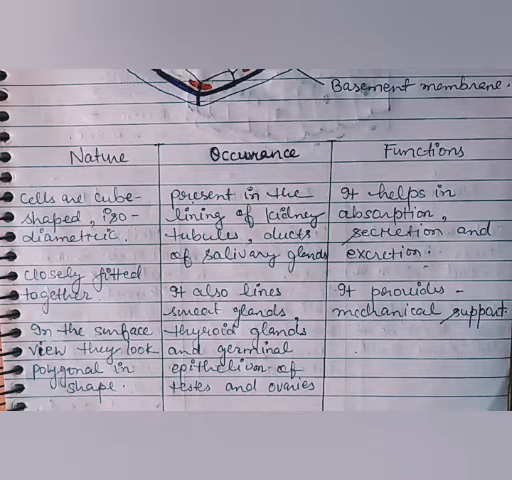 Basement membrane.
Nature Occurance Functions
Cells are cube- present in the It helps in
shaped, iso- lining of kidney absorption,
diametric. tubules, ducts secretion and
of salivary glands excretion.
closely fitted
together. It also lines It provides -
sweat glands, mechanical support.
In the surface thyroid glands,
view they look and germinal
polygonal in epithelium of
shape. testes and ovaries